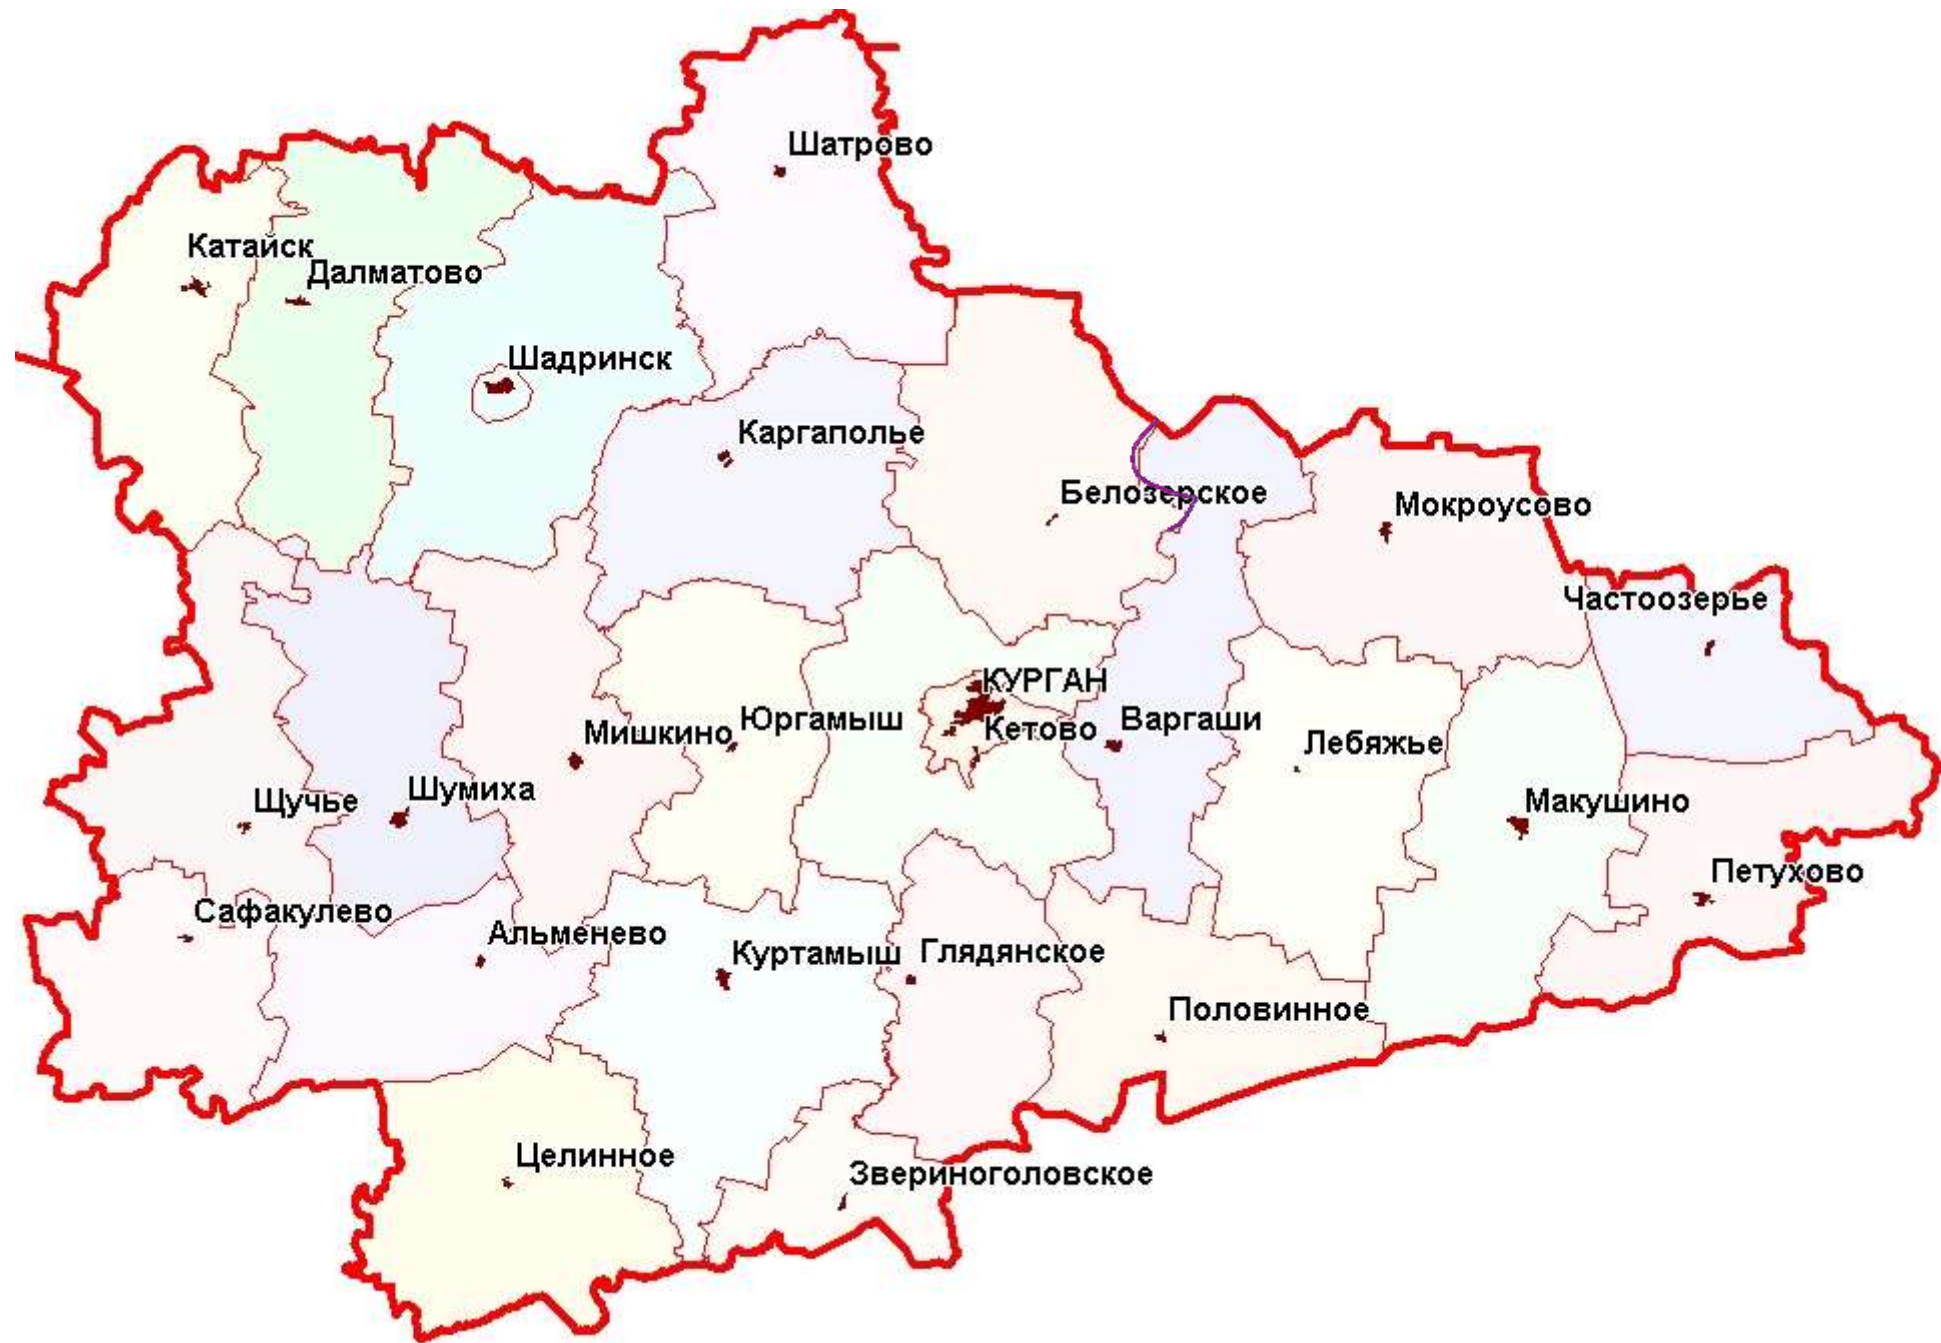 Шатрово
Катайск
Далматово
Шадринск
Каргаполье
Белозерское
Мокроусово
Частоозерье
КУРГАН
Кетово
Варгаши
Юргамыш
Мишкино
Лебяжье
Щучье
Шумиха
Макушино
Петухово
Сафакулево
Альменево
Куртамыш
Глядянское
Половинное
Целинное
Звериноголовское